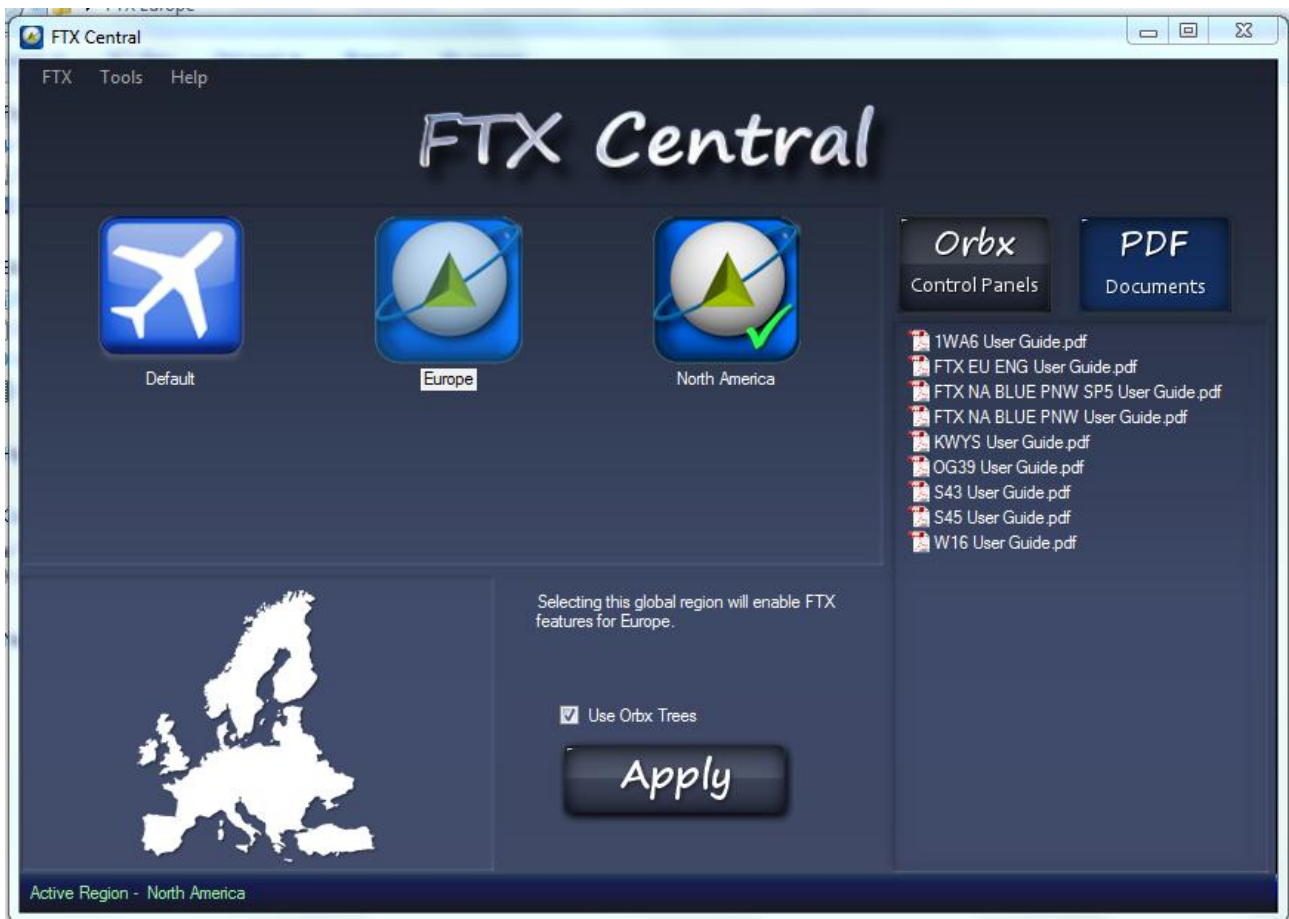 FTX Europe
FTX Central
FTX Tools Help
FTX Central
Default
Europe
North America
Orbx
Control Panels
PDF
Documents
1WA6 User Guide.pdf
FTX EU ENG User Guide.pdf
FTX NA BLUE PNW SP5 User Guide.pdf
FTX NA BLUE PNW User Guide.pdf
KWYS User Guide.pdf
OG39 User Guide.pdf
S43 User Guide.pdf
S45 User Guide.pdf
W16 User Guide.pdf
Selecting this global region will enable FTX
features for Europe.
Use Orbx Trees
Apply
Active Region - North America